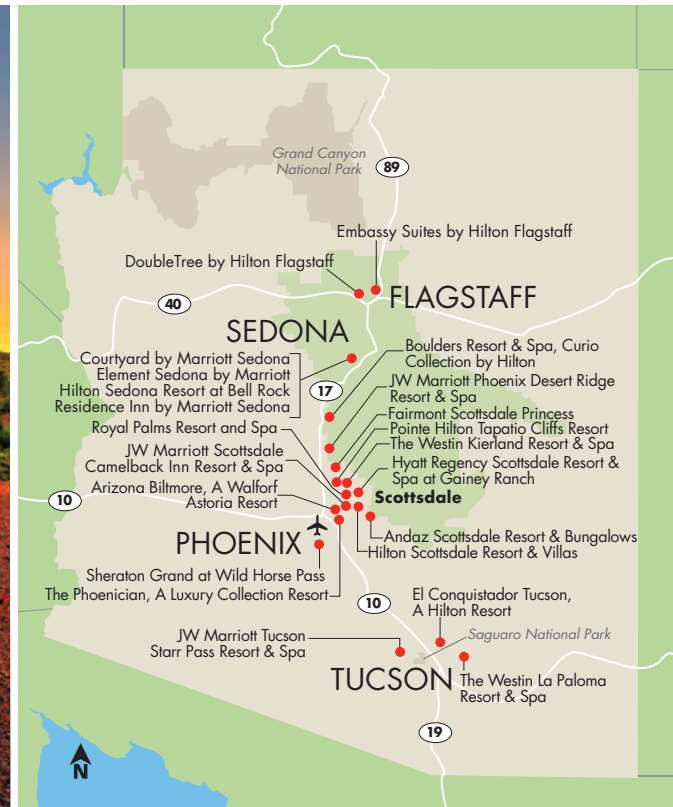 Grand Canyon
National Park
89
Embassy Suites by Hilton Flagstaff
DoubleTree by Hilton Flagstaff
FLAGSTAFF
40
SEDONA
Courtyard by Marriott Sedona
Element Sedona by Marriott
Hilton Sedona Resort at Bell Rock
Residence Inn by Marriott Sedona
17
Boulders Resort & Spa, Curio
Collection by Hilton
JW Marriott Phoenix Desert Ridge
Resort & Spa
Fairmont Scottsdale Princess
Pointe Hilton Tapatio Cliffs Resort
The Westin Kierland Resort & Spa
Hyatt Regency Scottsdale Resort &
Spa at Gainey Ranch
Royal Palms Resort and Spa
JW Marriott Scottsdale
Camelback Inn Resort & Spa
Arizona Biltmore, A Walforf
Astoria Resort
Scottsdale
10
PHOENIX
Andaz Scottsdale Resort & Bungalows
Hilton Scottsdale Resort & Villas
Sheraton Grand at Wild Horse Pass
The Phoenician, A Luxury Collection Resort
10
El Conquistador Tucson,
A Hilton Resort
JW Marriott Tucson
Starr Pass Resort & Spa
Saguaro National Park
TUCSON
The Westin La Paloma
Resort & Spa
19
N